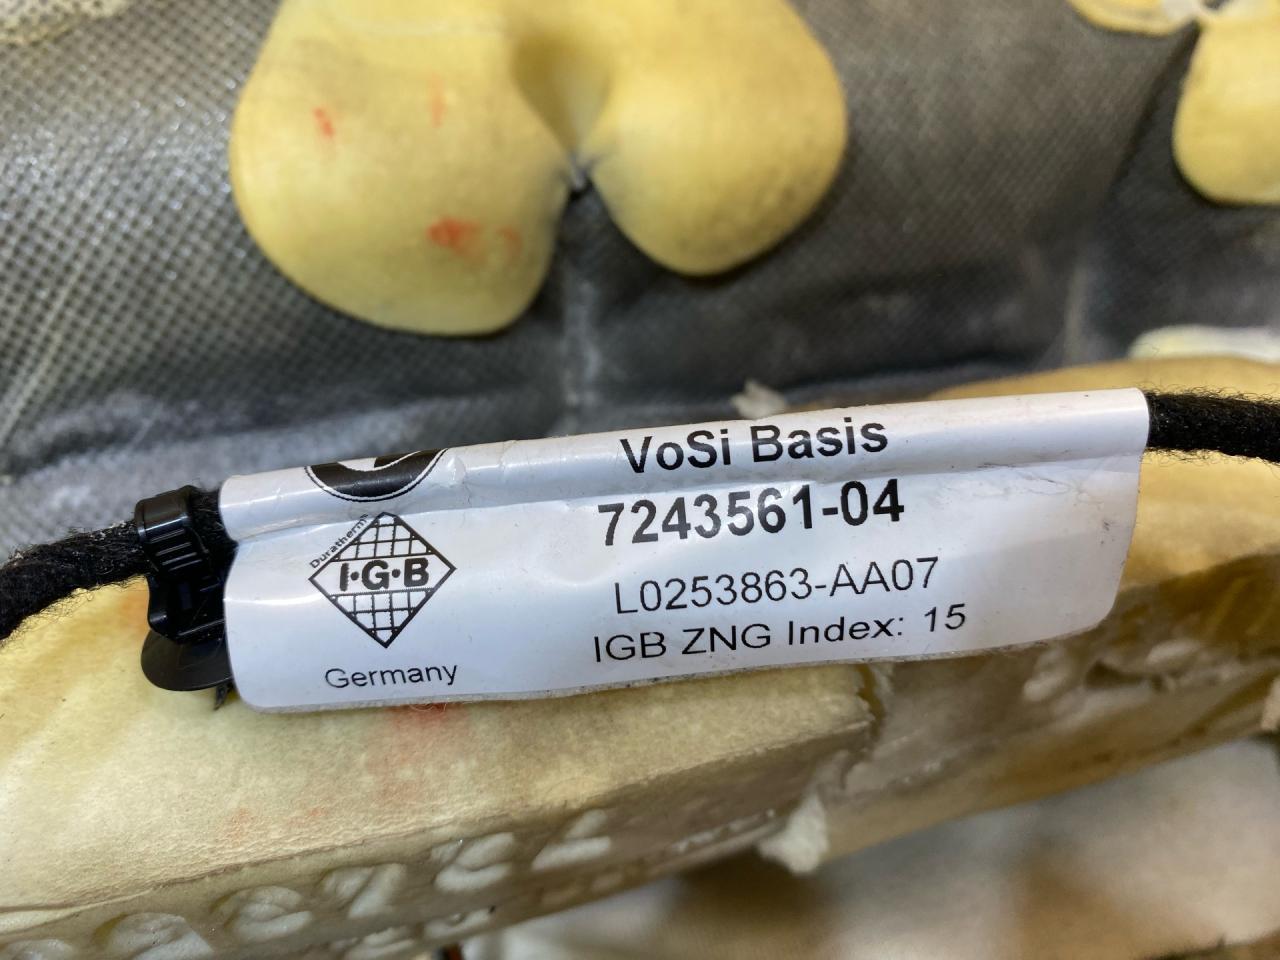 VoSi Basis
7243561-04
L0253863-AA07
IGB ZNG Index: 15
Duratherm
I·G·B
Germany